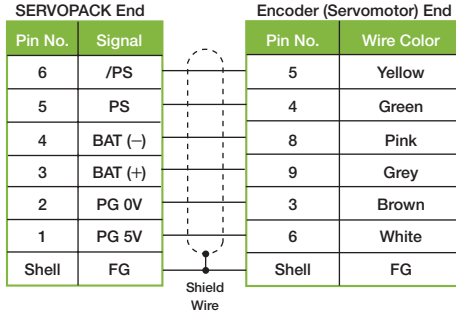 SERVOPACK End Encoder (Servomotor) End
Pin No. Signal Pin No. Wire Color
6 /PS 5 Yellow
5 PS 4 Green
4 BAT (−) 8 Pink
3 BAT (+) 9 Grey
2 PG 0V 3 Brown
1 PG 5V 6 White
Shell FG Shell FG
Shield
Wire